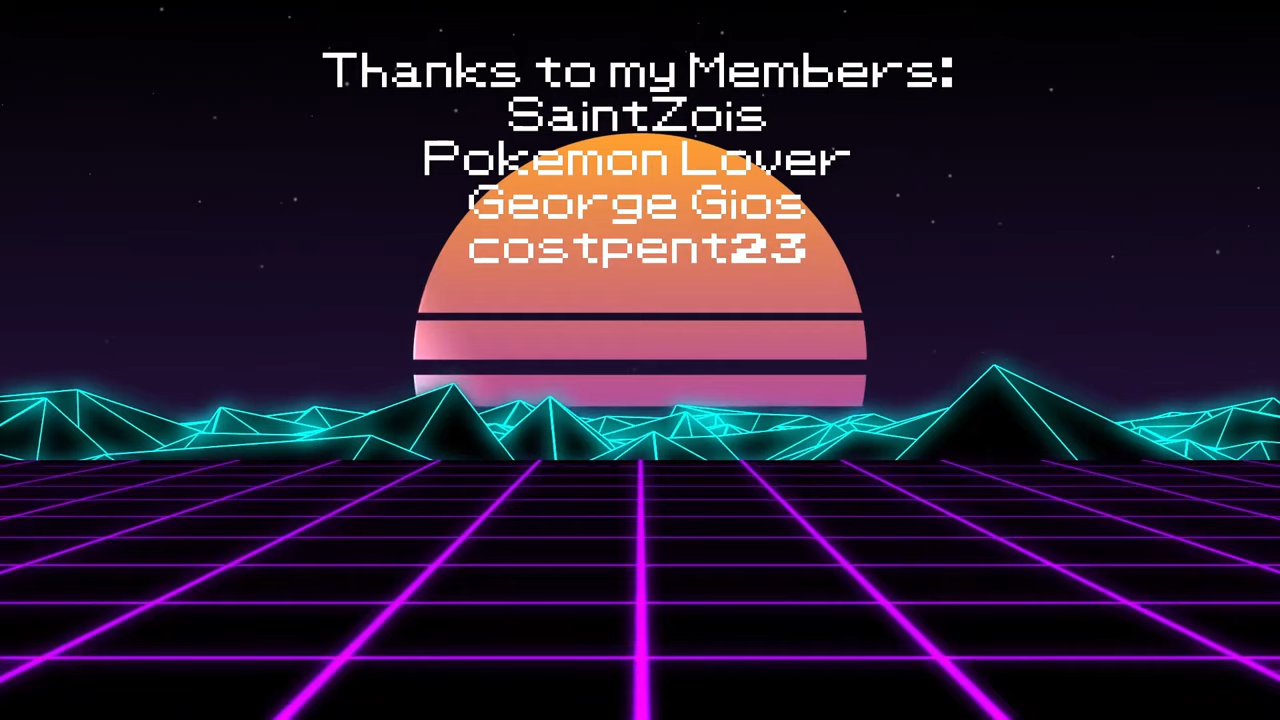 Thanks to my Members:
SaintZois
Pokemon Lover
George Gios
costpent23